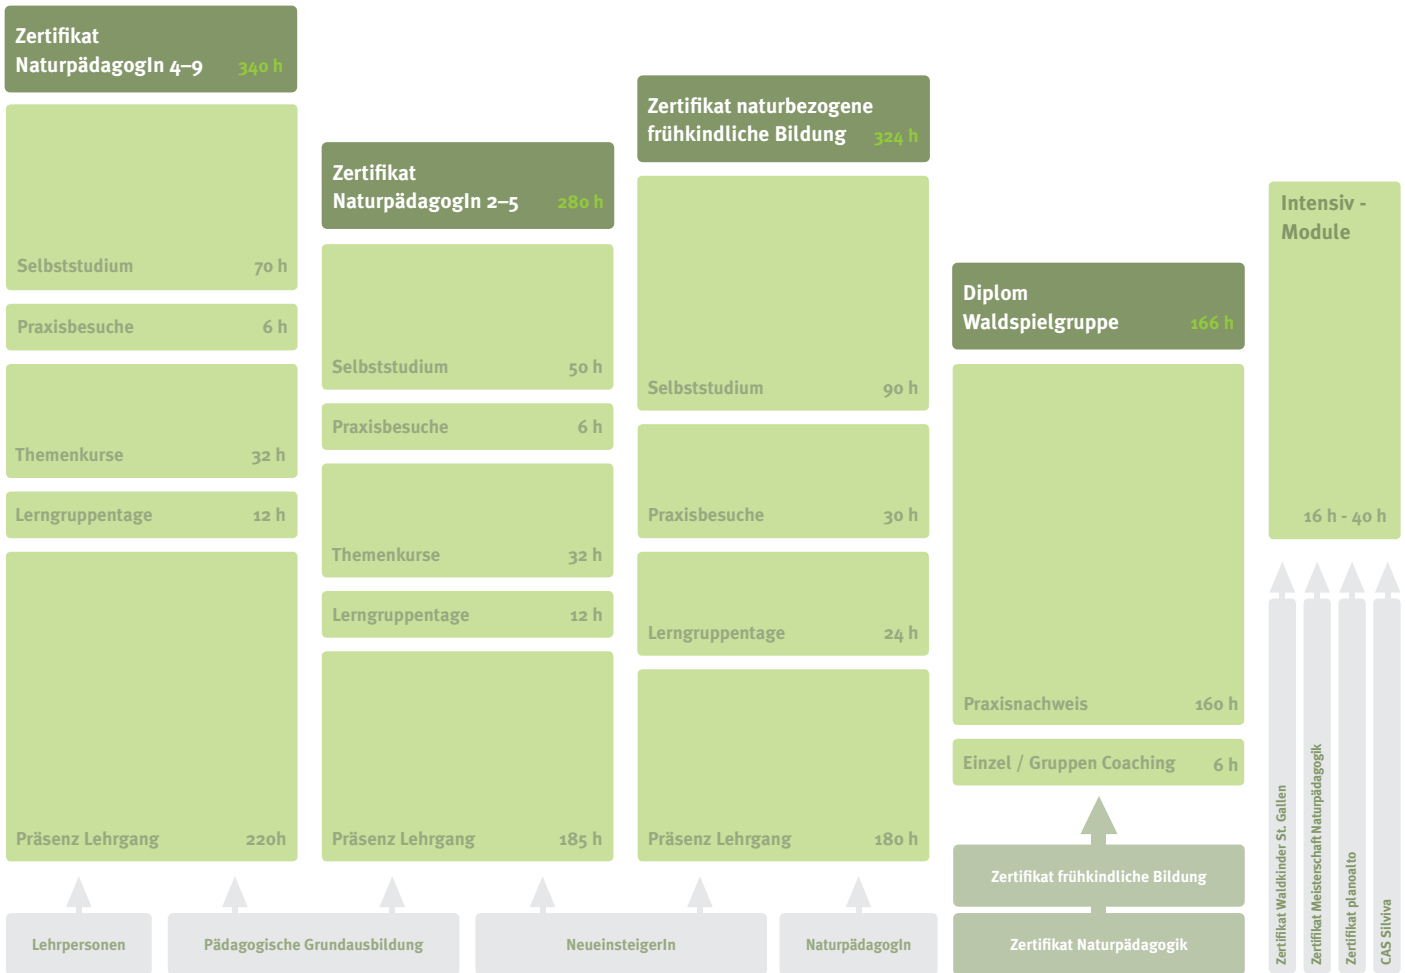 Zertifikat
NaturpädagogIn 4–9 340 h
Selbststudium 70 h
Praxisbesuche 6 h
Themenkurse 32 h
Lerngruppentage 12 h
Präsenz Lehrgang 220h
Zertifikat
NaturpädagogIn 2–5 280 h
Selbststudium 50 h
Praxisbesuche 6 h
Themenkurse 32 h
Lerngruppentage 12 h
Präsenz Lehrgang 185 h
Zertifikat naturbezogene
frühkindliche Bildung 324 h
Selbststudium 90 h
Praxisbesuche 30 h
Lerngruppentage 24 h
Präsenz Lehrgang 180 h
Diplom
Waldspielgruppe 166 h
Praxisnachweis 160 h
Einzel / Gruppen Coaching 6 h
Zertifikat frühkindliche Bildung
Zertifikat Naturpädagogik
Intensiv -
Module
16 h - 40 h
Zertifikat Waldkinder St. Gallen
Zertifikat Meisterschaft Naturpädagogik
Zertifikat planoalto
CAS Silviva
Lehrpersonen
Pädagogische Grundausbildung
NeueinsteigerIn
NaturpädagogIn